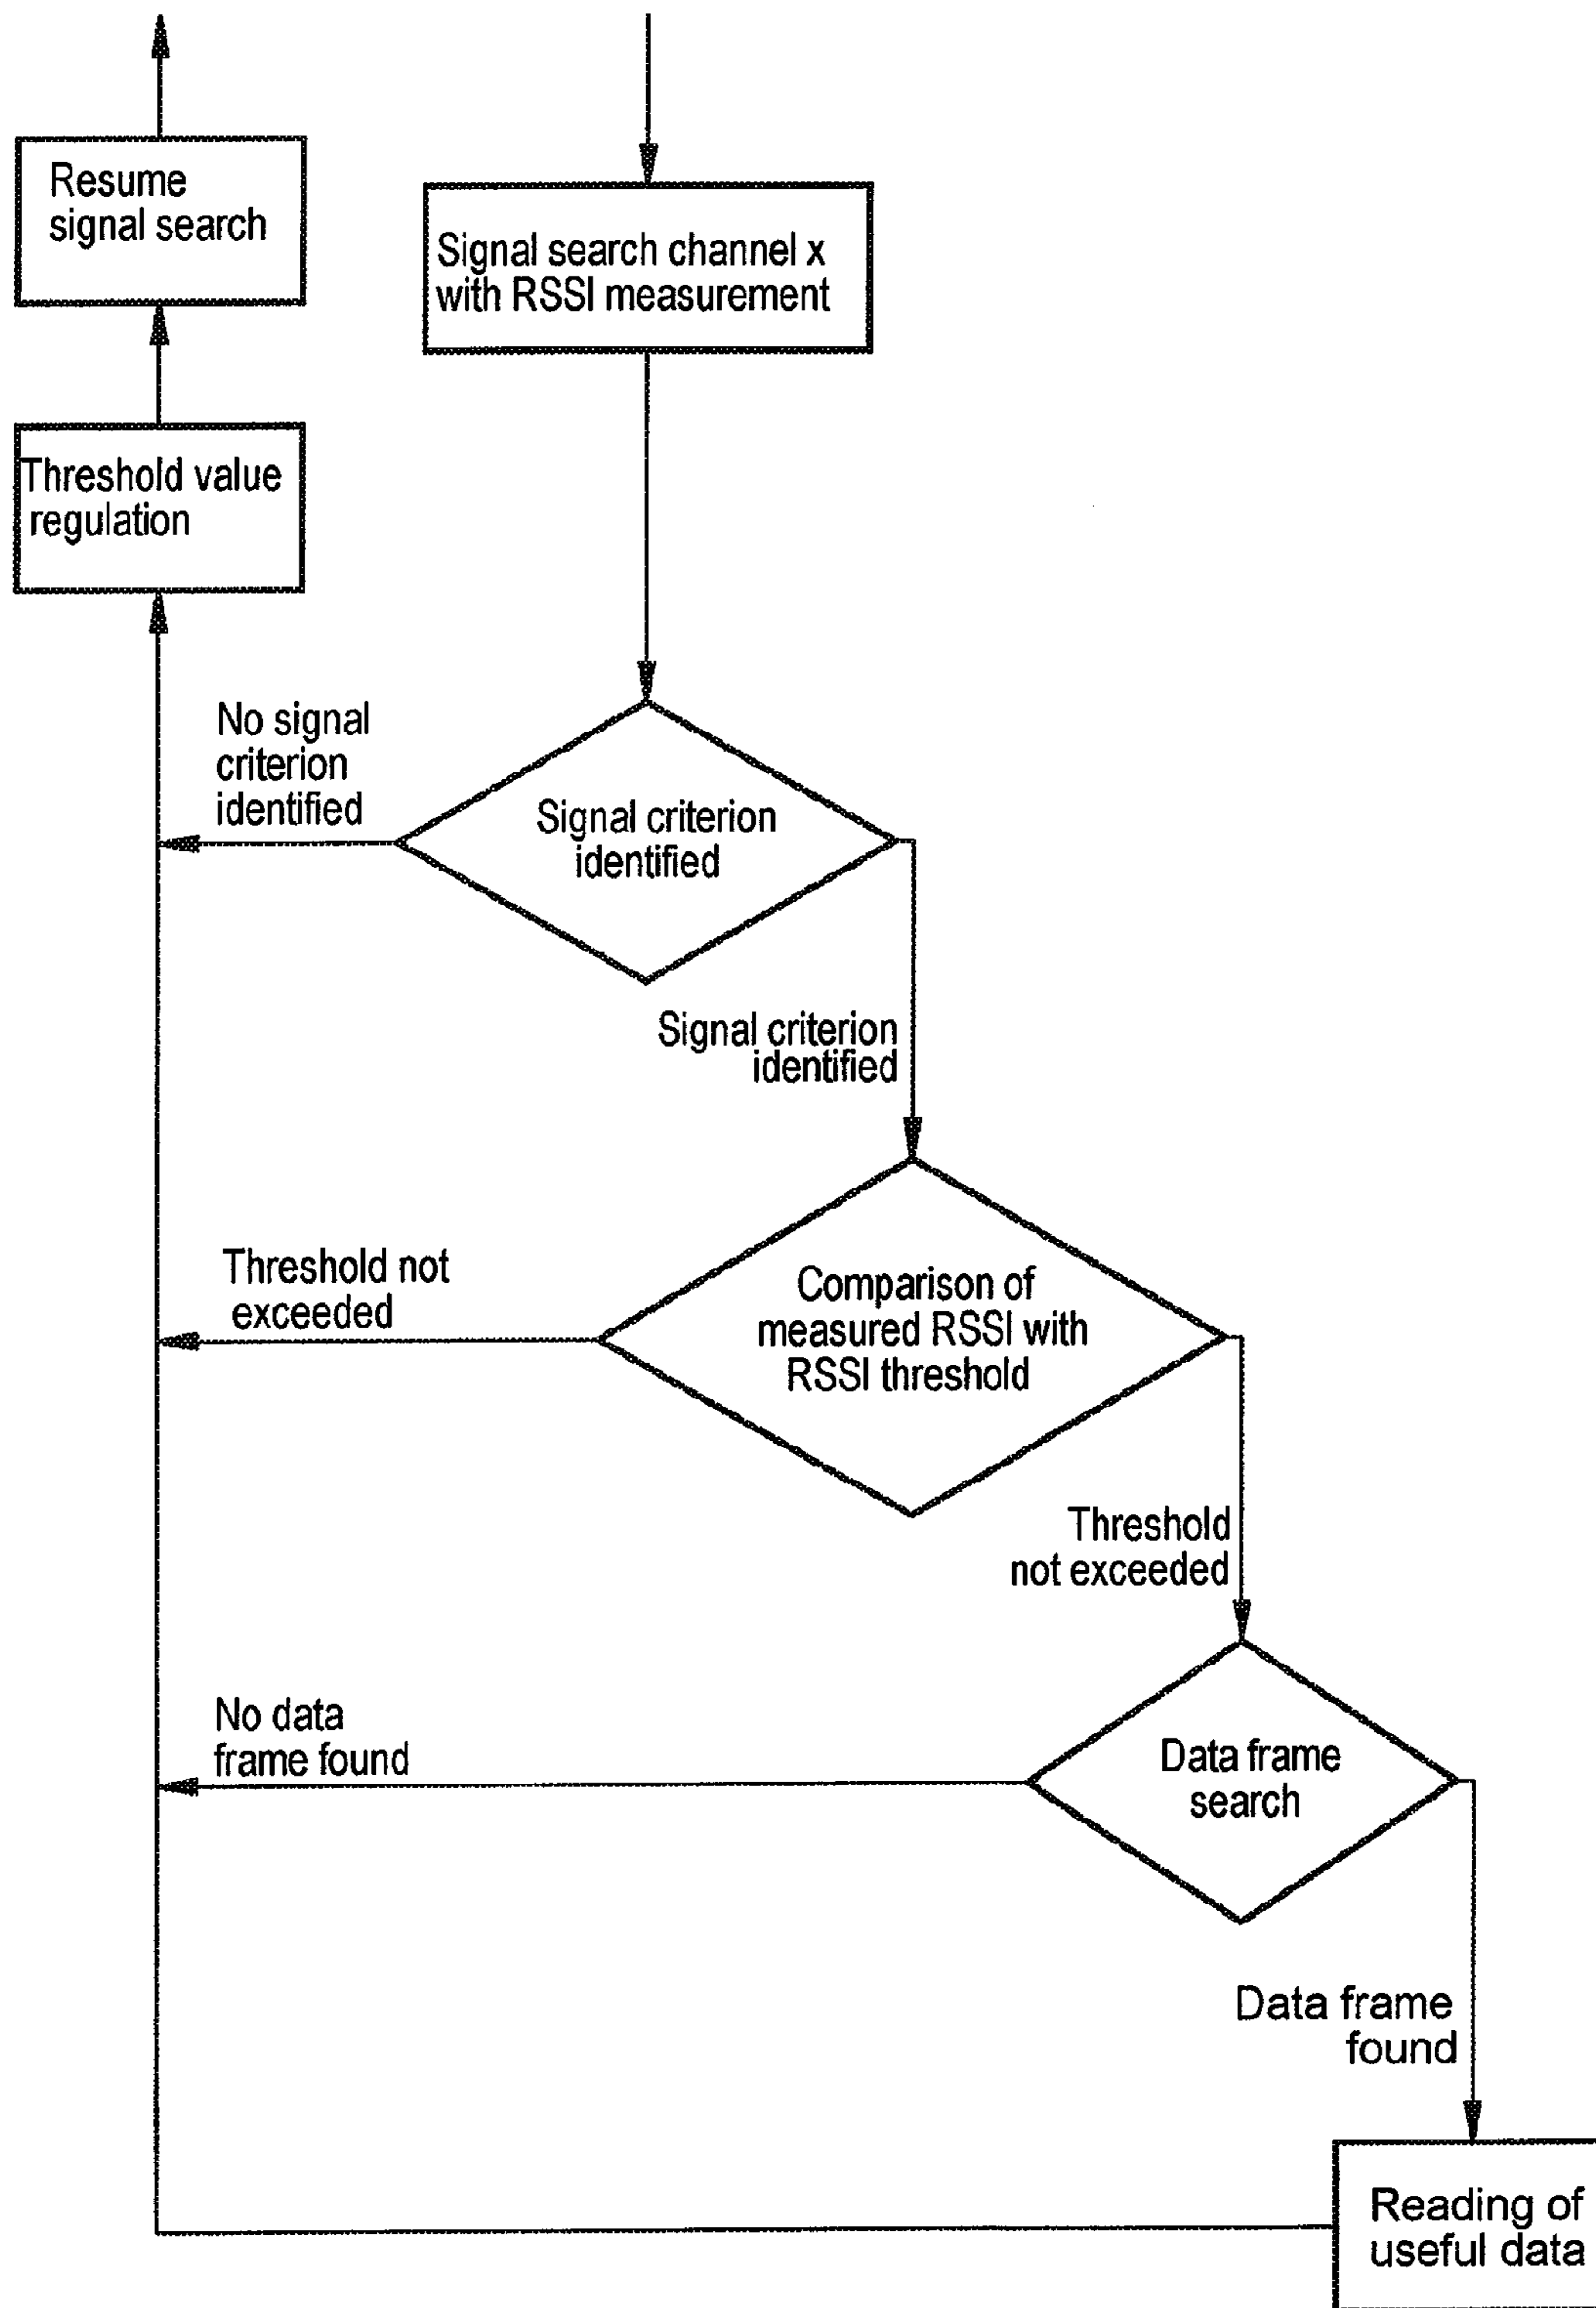 Resume
signal search
Signal search channel x
with RSSI measurement
Threshold value
regulation
No signal
criterion
identified
Signal criterion
identified
Signal criterion
identified
Threshold not
exceeded
Comparison of
measured RSSI with
RSSI threshold
Threshold
not exceeded
No data
frame found
Data frame
search
Data frame
found
Reading of
useful data